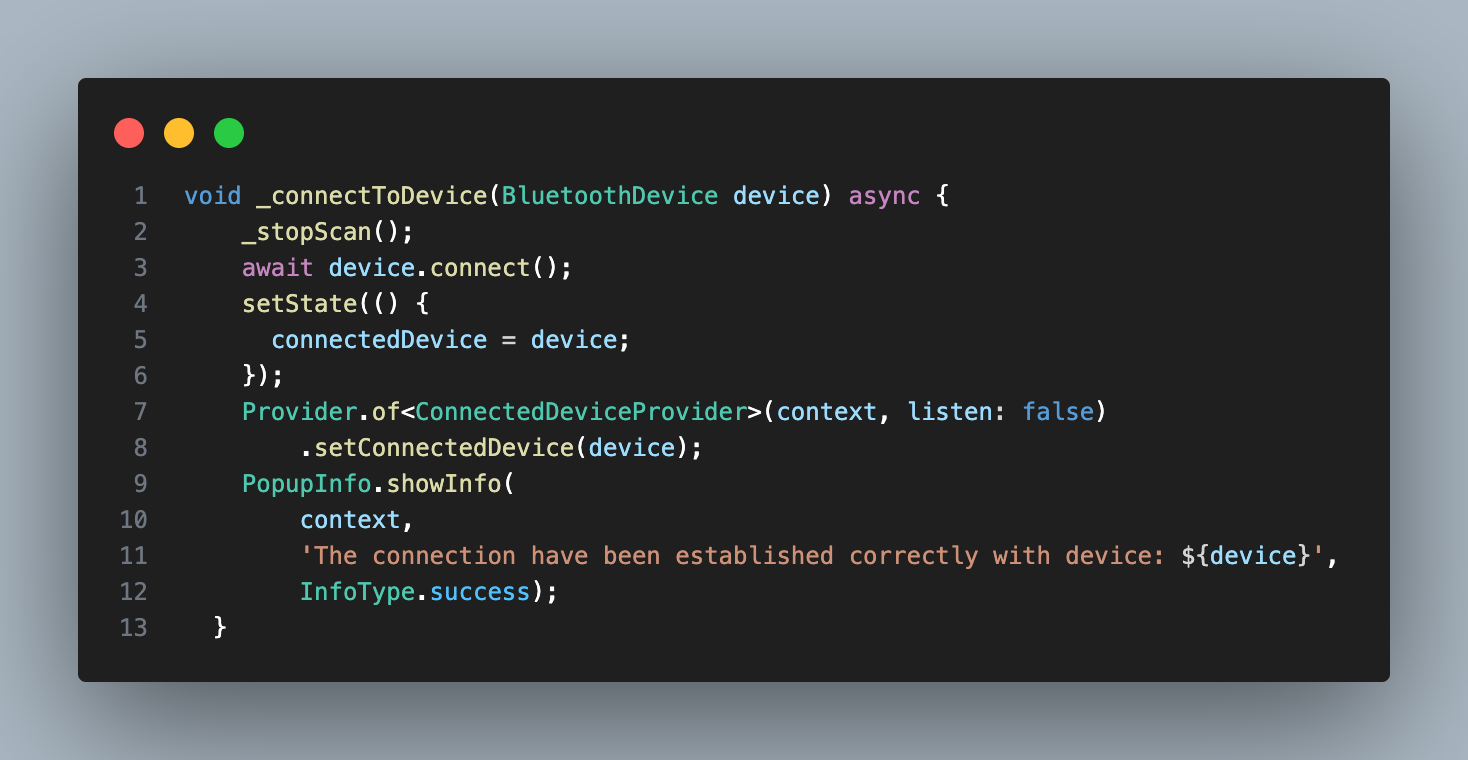 1 void _connectToDevice(BluetoothDevice device) async {
2     _stopScan();
3     await device.connect();
4     setState(() {
5       connectedDevice = device;
6     });
7     Provider.of<ConnectedDeviceProvider>(context, listen: false)
8         .setConnectedDevice(device);
9     PopupInfo.showInfo(
10         context,
11         'The connection have been established correctly with device: ${device}',
12         InfoType.success);
13   }